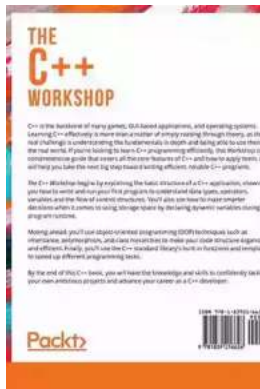 THE
C++
WORKSHOP
C++ is the backbone of many games, GUI-based applications, and operating systems.
Learning C++ effectively is more than a matter of simply reading through theory, as the
real challenge is understanding the fundamentals in depth and being able to use them
the real world. If you're looking to learn C++ programming efficiently, this Workshop is
comprehensive guide that covers all the core features of C++ and how to apply them.
will help you take the next big step toward writing efficient, reliable C++ programs.
The C++ Workshop begins by explaining the basic structure of a C++ application, showing
you how to write and run your first program to understand data types, operators,
variables and the flow of control structures. You'll also see how to make smarter
decisions when it comes to using storage space by declaring dynamic variables during
program runtime.
Moving ahead, you'll use object-oriented programming (OOP) techniques such as
inheritance, polymorphism, and class hierarchies to make your code structure organized
and efficient. Finally, you'll use the C++ standard library's built-in functions and templates
to speed up different programming tasks.
By the end of this C++ book, you will have the knowledge and skills to confidently tackle
your own ambitious projects and advance your career as a C++ developer.
ISBN
Packt>